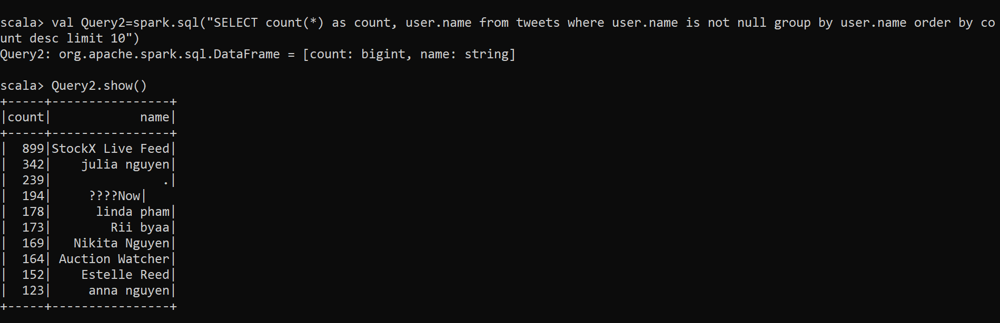 scala> val Query2=spark.sql("SELECT count(*) as count, user.name from tweets where user.name is not null group by user.name order by co
unt desc limit 10")
Query2: org.apache.spark.sql.DataFrame = [count: bigint, name: string]
scala> Query2.show()
+-----+----------------+
|count|            name|
+-----+----------------+
|  899|StockX Live Feed|
|  342|    julia nguyen|
|  239|               .|
|  194|     ????Now|
|  178|      linda pham|
|  173|        Rii byaa|
|  169|   Nikita Nguyen|
|  164| Auction Watcher|
|  152|    Estelle Reed|
|  123|     anna nguyen|
+-----+----------------+